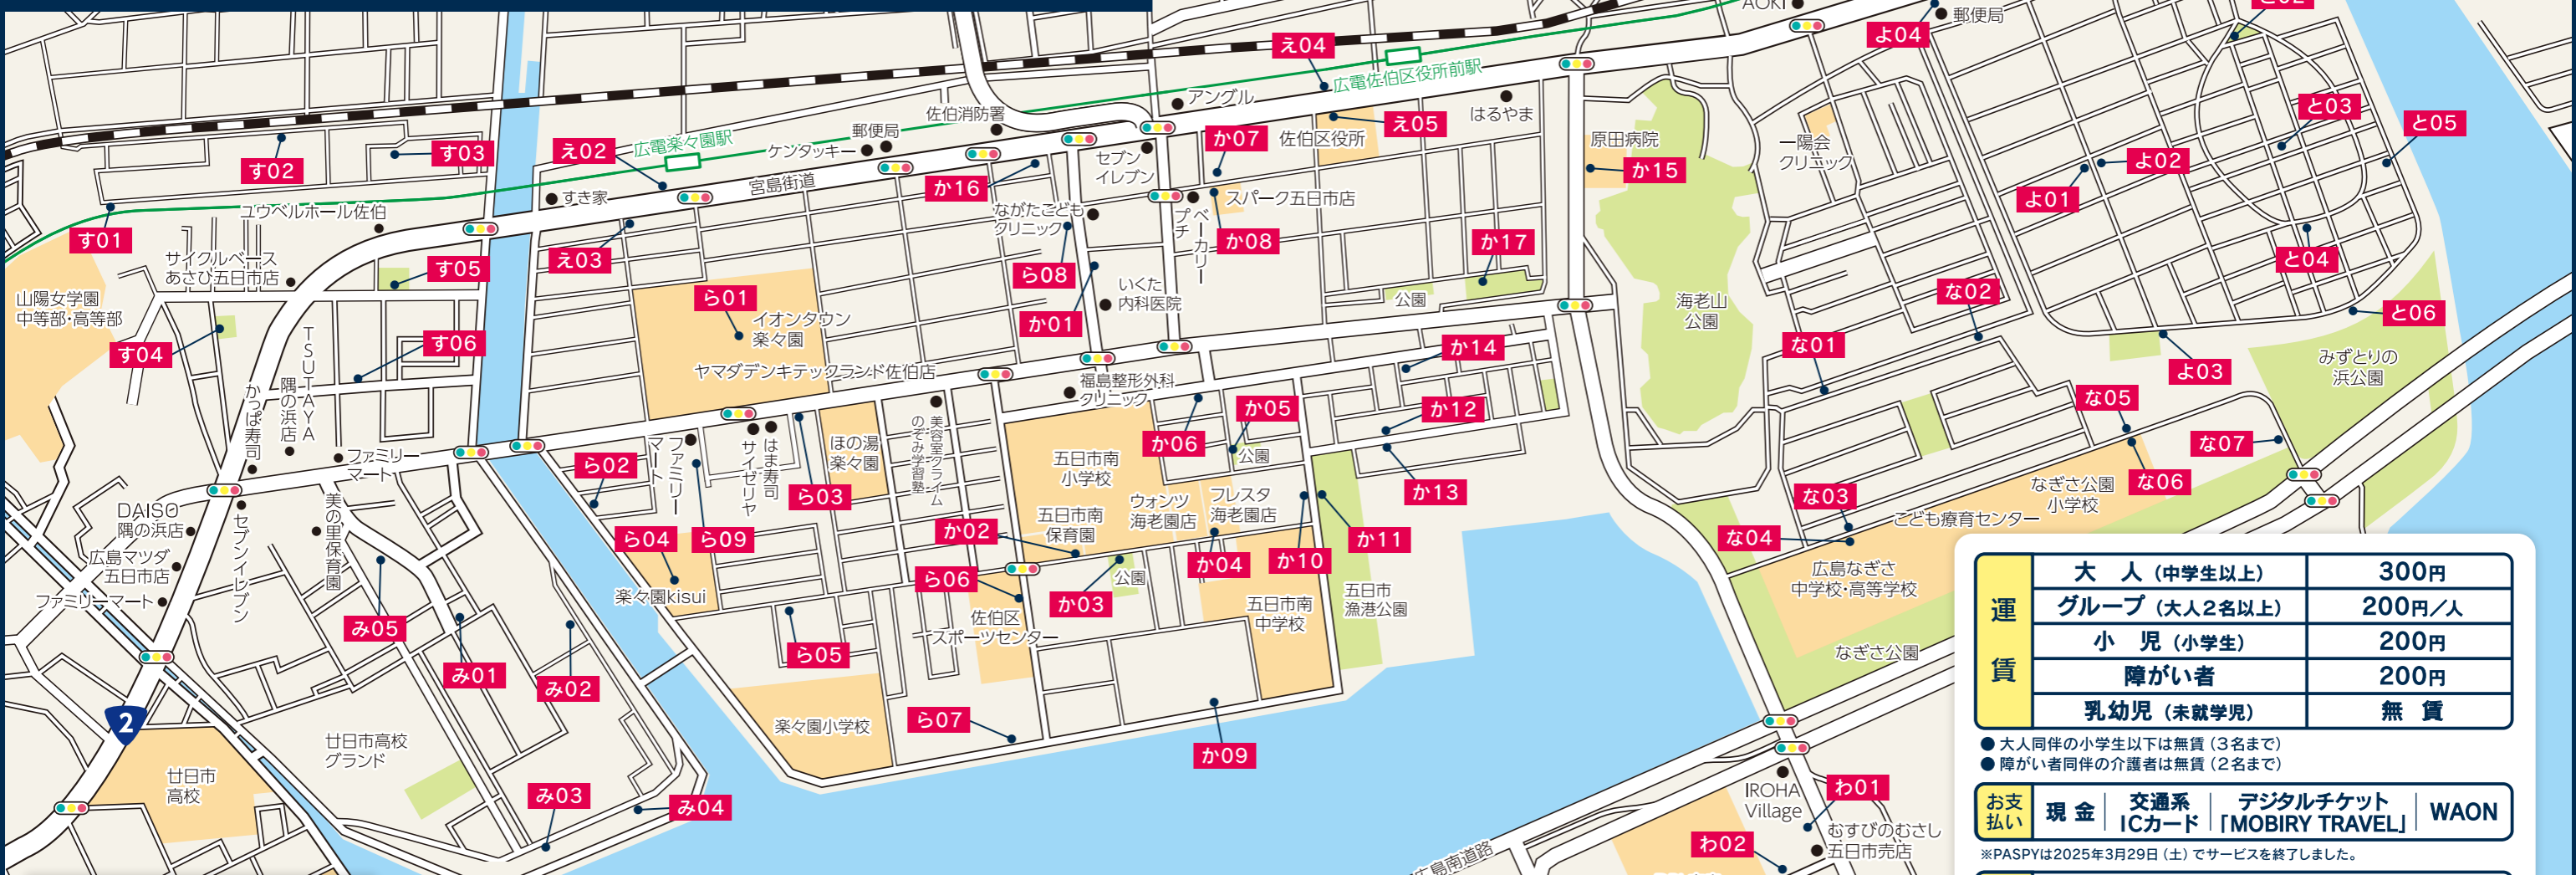 AOKI
郵便局
よ04
と02
え04
広電佐伯区役所前駅
佐伯消防署
アングル
はるやま
え05
か07
佐伯区役所
原田病院
一陽会
クリニック
か15
と03
と05
よ02
よ01
す02
す03
え02
広電楽々園駅
郵便局
ケンタッキー
宮島街道
か16
セブン
イレブン
すき家
す01
ユウベルホール佐伯
え03
ながたこども
クリニック
プチ
ベーカリー
スパーク五日市店
か08
か17
と04
サイクルベース
あさひ五日市店
す05
ら08
山陽女学園
中等部・高等部
ら01
イオンタウン
楽々園
か01
いくた
内科医院
公園
海老山
公園
な02
と06
す04
す06
TSUTAYA
隅の浜店
かっぱ寿司
ヤマダデンキテックランド佐伯店
福島整形外科
クリニック
か14
な01
よ03
みずとりの
浜公園
ファミリー
マート
か05
か06
公園
か12
な05
な07
な06
か13
ら02
ファミリー
マート
サイゼリヤ
はま寿司
ら03
ほの湯
楽々園
美容室クライム
のぞみ学習塾
五日市南
小学校
DAISO
隅の浜店
セブンイレブン
美の里保育園
ら04
ら09
か02
五日市南
保育園
ウォンツ
海老園店
フレスタ
海老園店
か04
か10
か11
な03
な04
こども療育センター
なぎさ公園
小学校
広島マツダ
五日市店
ファミリーマート
み05
楽々園kisui
ら06
か03
公園
佐伯区
スポーツセンター
五日市南
中学校
五日市
漁港公園
広島なぎさ
中学校・高等学校
み01
み02
ら05
なぎさ公園
2
廿日市高校
グランド
楽々園小学校
ら07
か09
廿日市
高校
み03
み04
IROHA
Village
わ01
むすびのむさし
五日市売店
わ02
広島南道路
運賃
大人（中学生以上） 300円
グループ（大人2名以上） 200円／人
小児（小学生） 200円
障がい者 200円
乳幼児（未就学児） 無賃
●大人同伴の小学生以下は無賃（3名まで）
●障がい者同伴の介護者は無賃（2名まで）
お支払い
現金 交通系ICカード デジタルチケット「MOBIRY TRAVEL」 WAON
※PASPYは2025年3月29日（土）でサービスを終了しました。